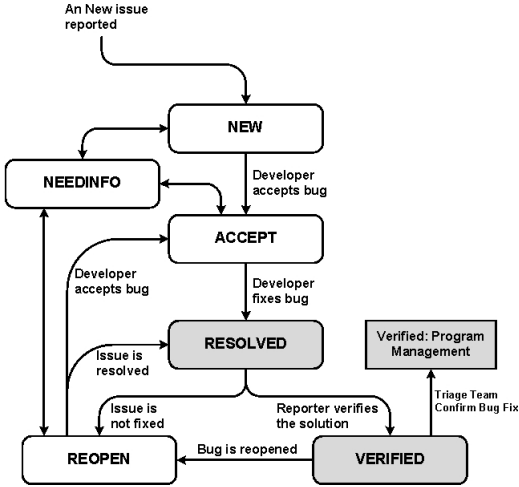 An New issue
reported
NEW
NEEDINFO
Developer
accepts bug
ACCEPT
Developer
accepts bug
Developer
fixes bug
RESOLVED
Verified: Program
Management
Issue is
resolved
Triage Team
Confirm Bug Fix
Issue is
not fixed
Reporter verifies
the solution
Bug is reopened
REOPEN
VERIFIED